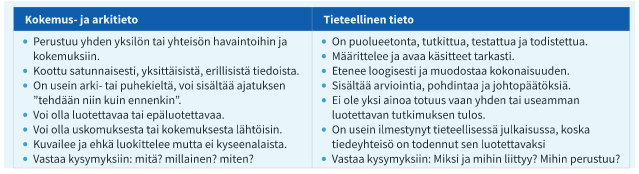 Kokemus- ja arkitieto
Tieteellinen tieto
• Perustuu yhden yksilön tai yhteisön havaintoihin ja
kokemuksiin.
• Koottu satunnaisesti, yksittäisistä, erillisistä tiedoista.
• On usein arki- tai puhekieltä, voi sisältää ajatuksen
”tehdään niin kuin ennenkin”.
• Voi olla luotettavaa tai epäluotettavaa.
• Voi olla uskomuksesta tai kokemuksesta lähtöisin.
• Kuvailee ja ehkä luokittelee mutta ei kyseenalaista.
• Vastaa kysymyksiin: mitä? millainen? miten?
• On puolueetonta, tutkittua, testattua ja todistettua.
• Määrittelee ja avaa käsitteet tarkasti.
• Etenee loogisesti ja muodostaa kokonaisuuden.
• Sisältää arviointia, pohdintaa ja johtopäätöksiä.
• Ei ole yksi ainoa totuus vaan yhden tai useamman
luotettavan tutkimuksen tulos.
• On usein ilmestynyt tieteellisessä julkaisussa, koska
tiedeyhteisö on todennut sen luotettavaksi
• Vastaa kysymyksiin: Miksi ja mihin liittyy? Mihin perustuu?